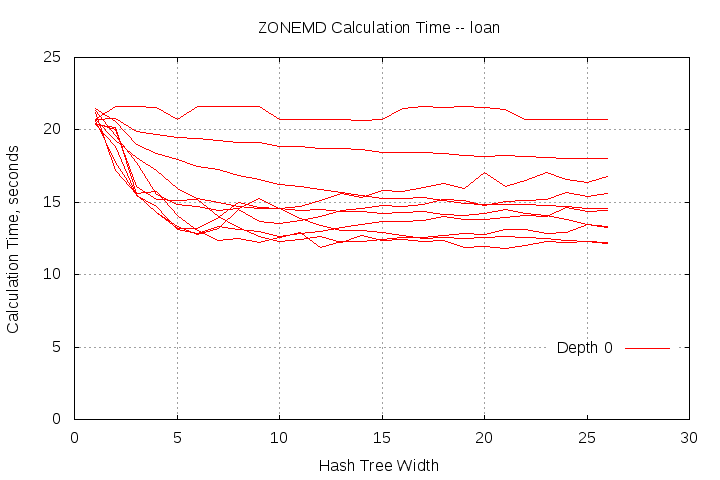 ZONEMD Calculation Time -- loan
25
20
15
10
5
0
Calculation Time, seconds
Depth 0
0 5 10 15 20 25 30
Hash Tree Width